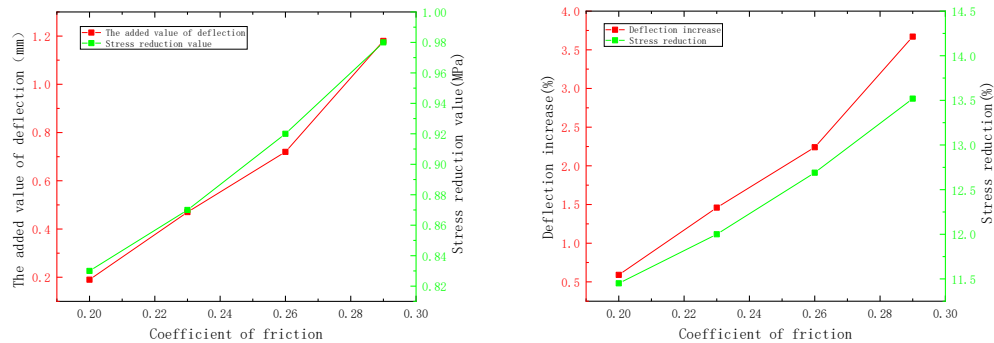 The added value of deflection
Stress reduction value
The added value of deflection (mm)
1.2
1.0
0.8
0.6
0.4
0.2
1.00
0.98
0.96
0.94
0.92
0.90
0.88
0.86
0.84
0.82
Stress reduction value(MPa)
0.20 0.22 0.24 0.26 0.28 0.30
Coefficient of friction
Deflection increase
Stress reduction
Deflection increase(%)
4.0
3.5
3.0
2.5
2.0
1.5
1.0
0.5
14.5
14.0
13.5
13.0
12.5
12.0
11.5
Stress reduction(%)
0.20 0.22 0.24 0.26 0.28 0.30
Coefficient of friction